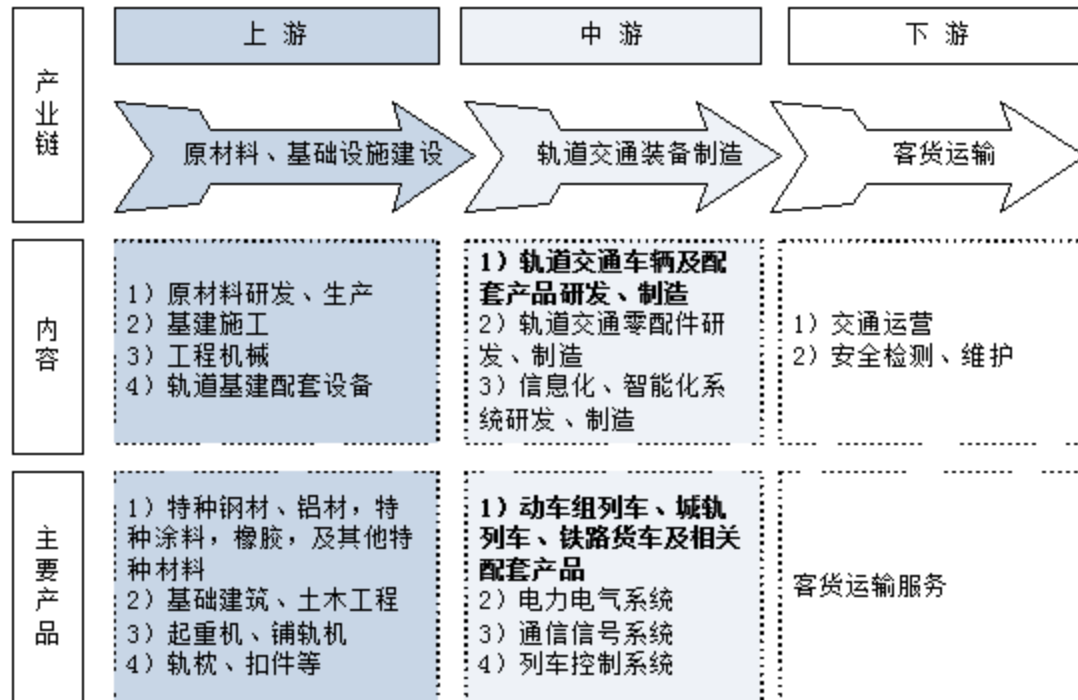 产业链
上 游
中 游
下 游
原材料、基础设施建设
轨道交通装备制造
客货运输
内容
1）原材料研发、生产
2）基建施工
3）工程机械
4）轨道基建配套设备
1）轨道交通车辆及配
套产品研发、制造
2）轨道交通零配件研
发、制造
3）信息化、智能化系
统研发、制造
1）交通运营
2）安全检测、维护
主要产品
1）特种钢材、铝材，特
种涂料，橡胶，及其他特
种材料
2）基础建筑、土木工程
3）起重机、铺轨机
4）轨枕、扣件等
1）动车组列车、城轨
列车、铁路货车及相关
配套产品
2）电力电气系统
3）通信信号系统
4）列车控制系统
客货运输服务